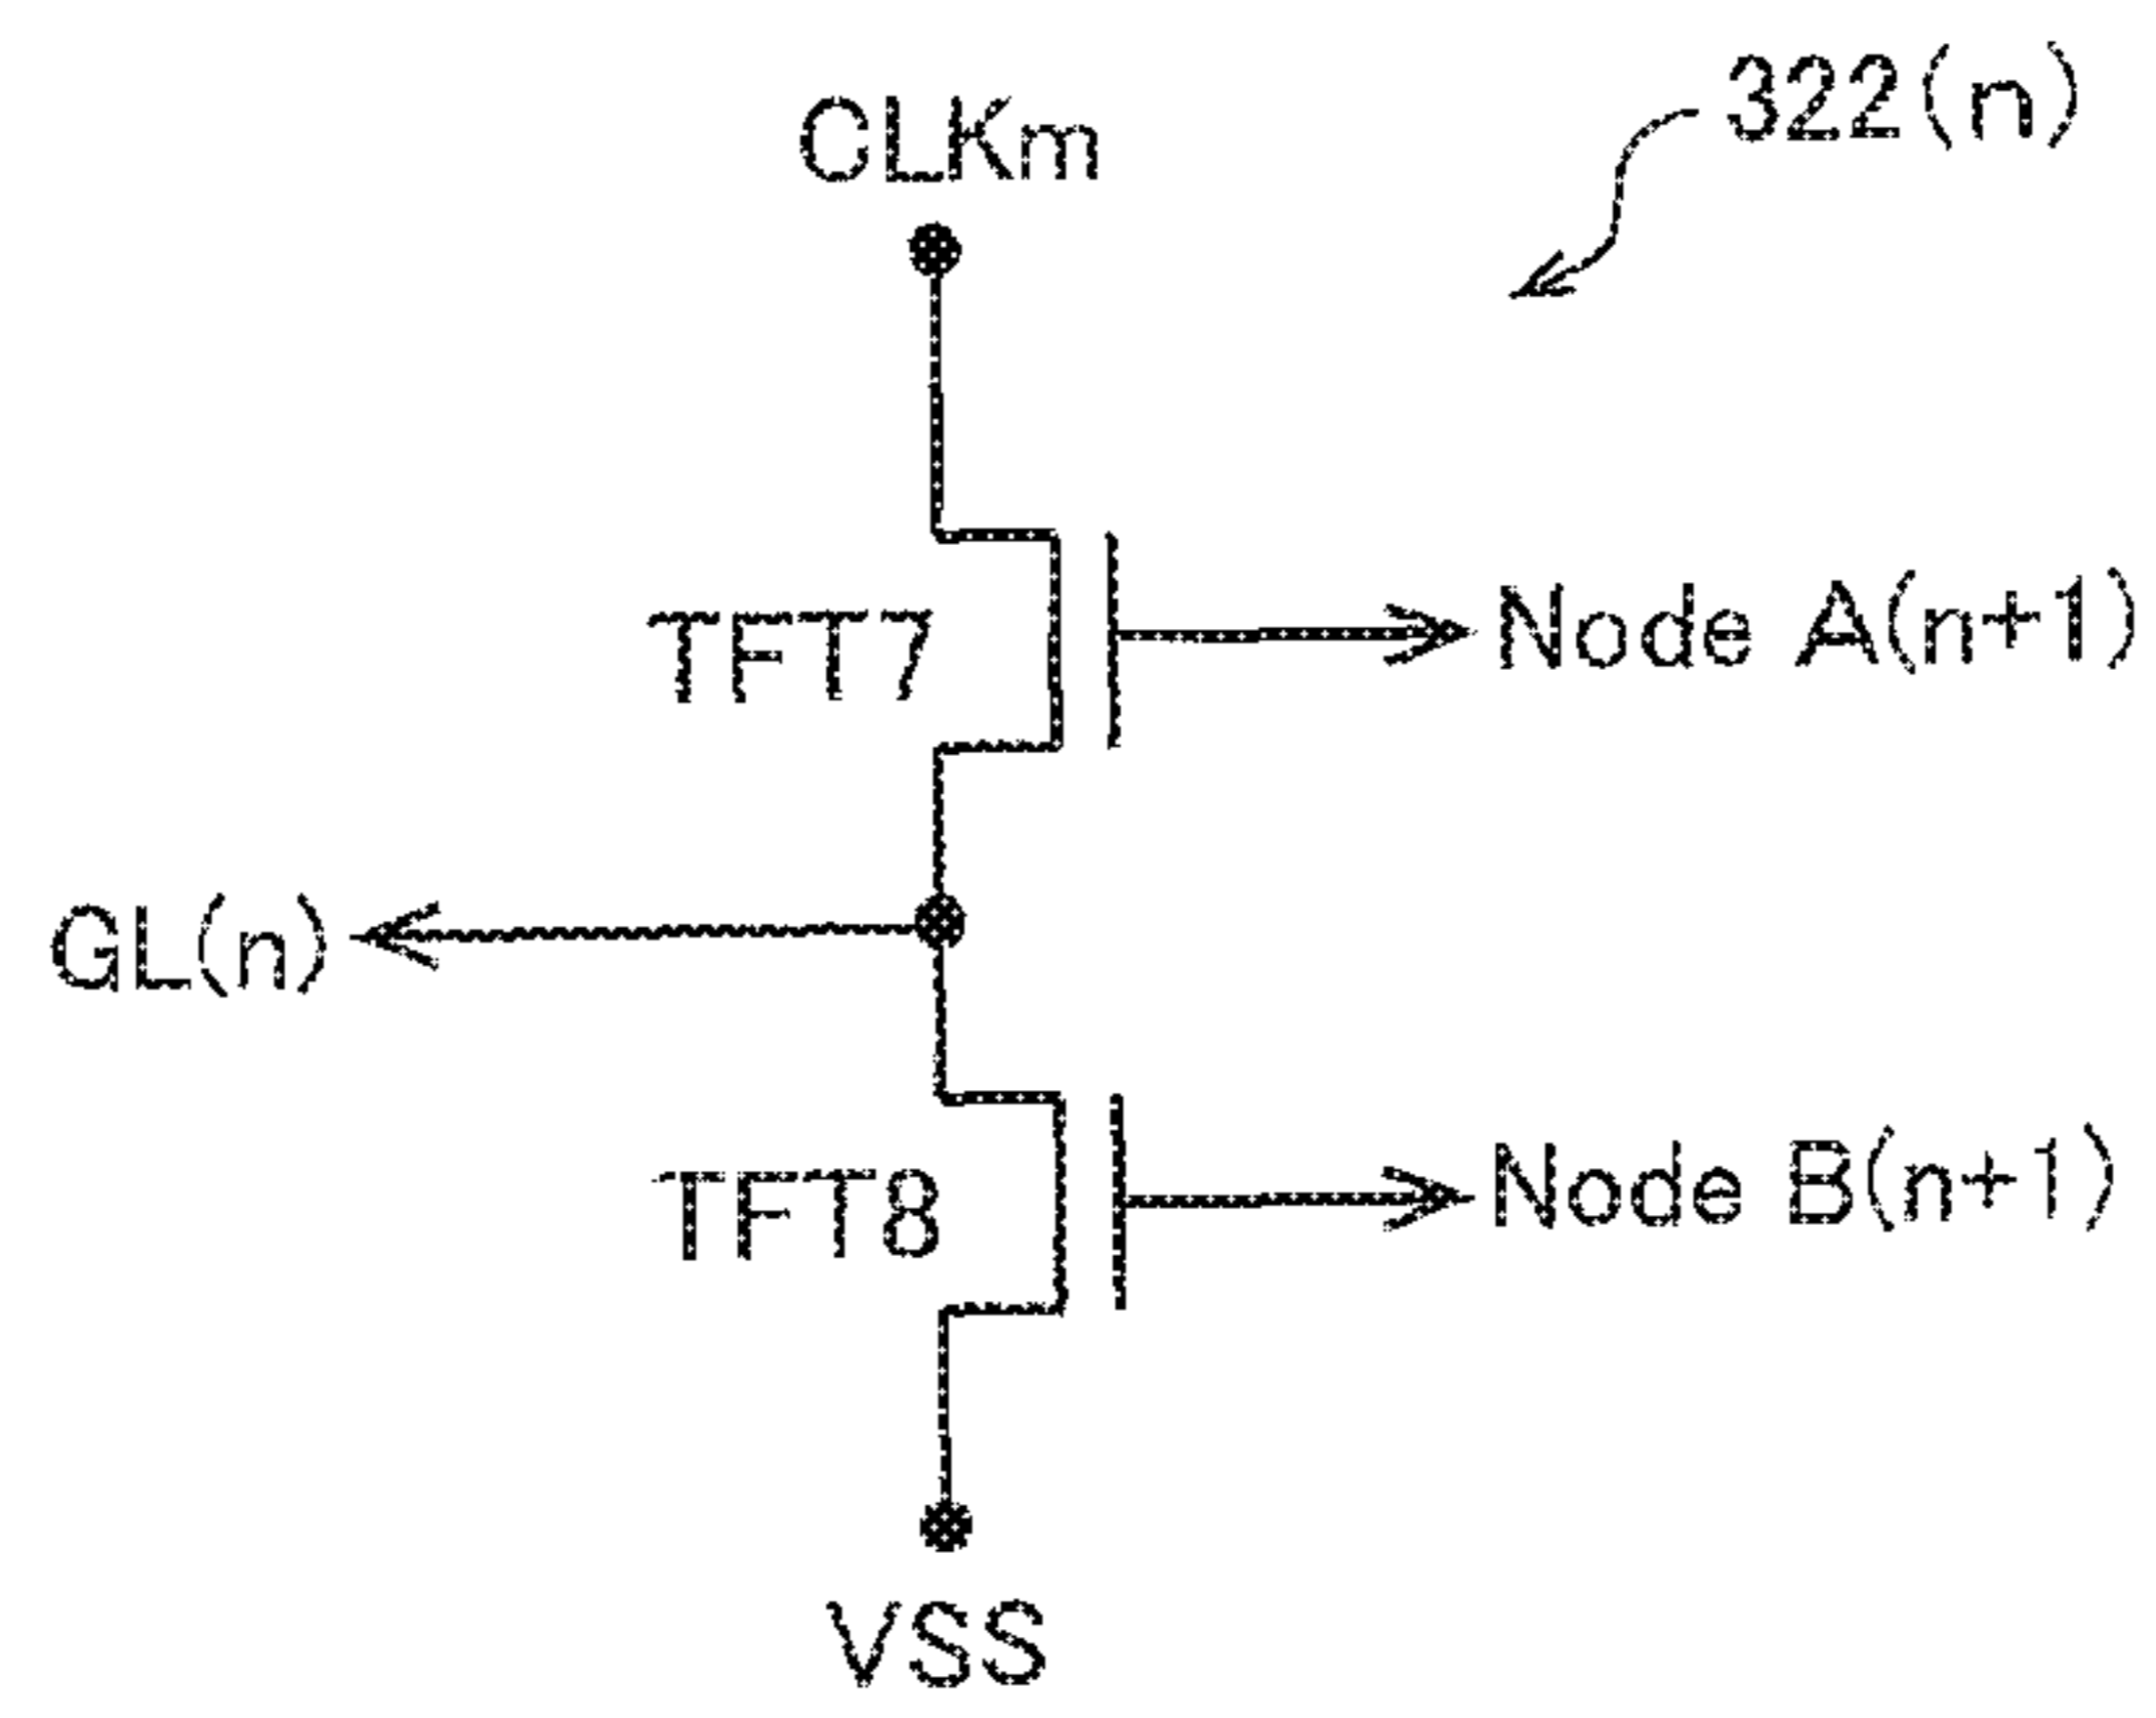 322(n)
CLKm
TFT7
Node A(n+1)
GL(n)
TFT8
Node B(n+1)
VSS